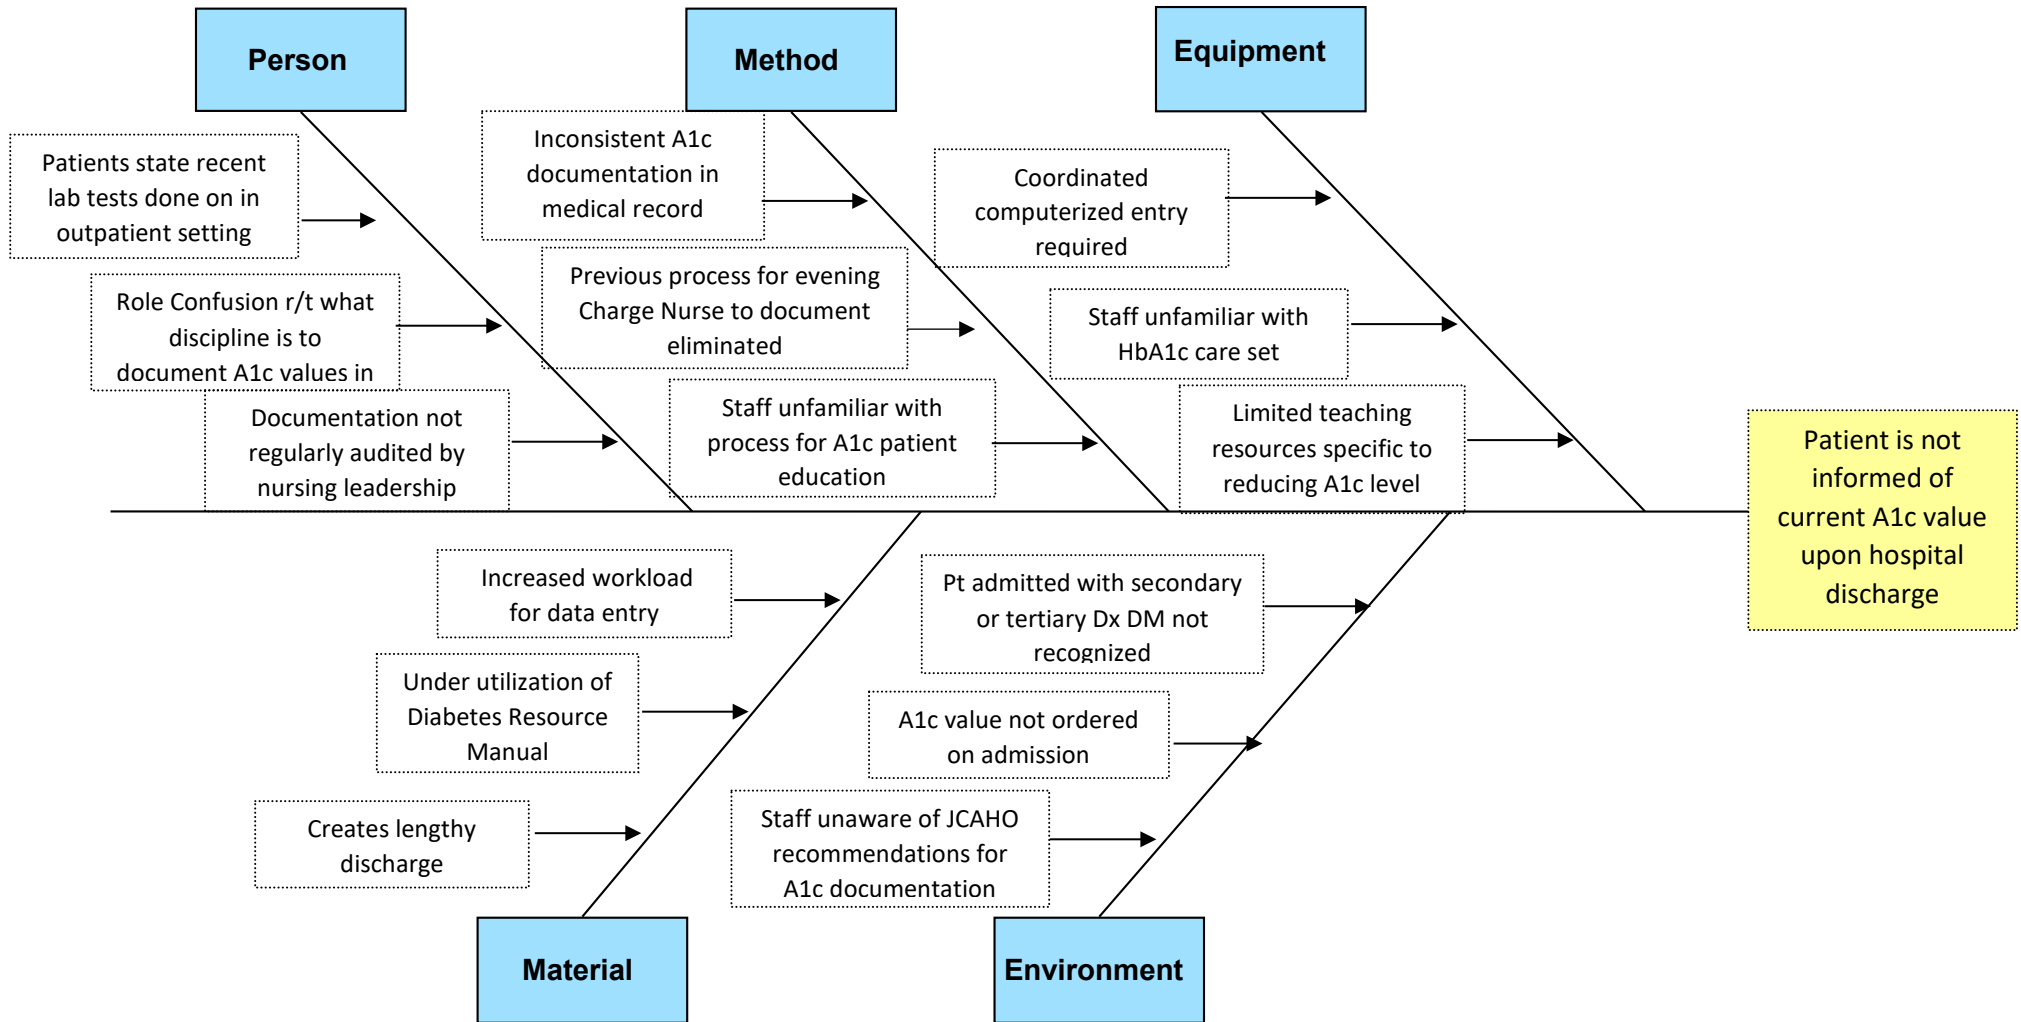 Person
Method
Equipment
Patients state recent
lab tests done on in
outpatient setting
Role Confusion r/t what
discipline is to
document A1c values in
Documentation not
regularly audited by
nursing leadership
Inconsistent A1c
documentation in
medical record
Previous process for evening
Charge Nurse to document
eliminated
Staff unfamiliar with
process for A1c patient
education
Coordinated
computerized entry
required
Staff unfamiliar with
HbA1c care set
Limited teaching
resources specific to
reducing A1c level
Patient is not
informed of
current A1c value
upon hospital
discharge
Increased workload
for data entry
Under utilization of
Diabetes Resource
Manual
Creates lengthy
discharge
Pt admitted with secondary
or tertiary Dx DM not
recognized
A1c value not ordered
on admission
Staff unaware of JCAHO
recommendations for
A1c documentation
Material
Environment